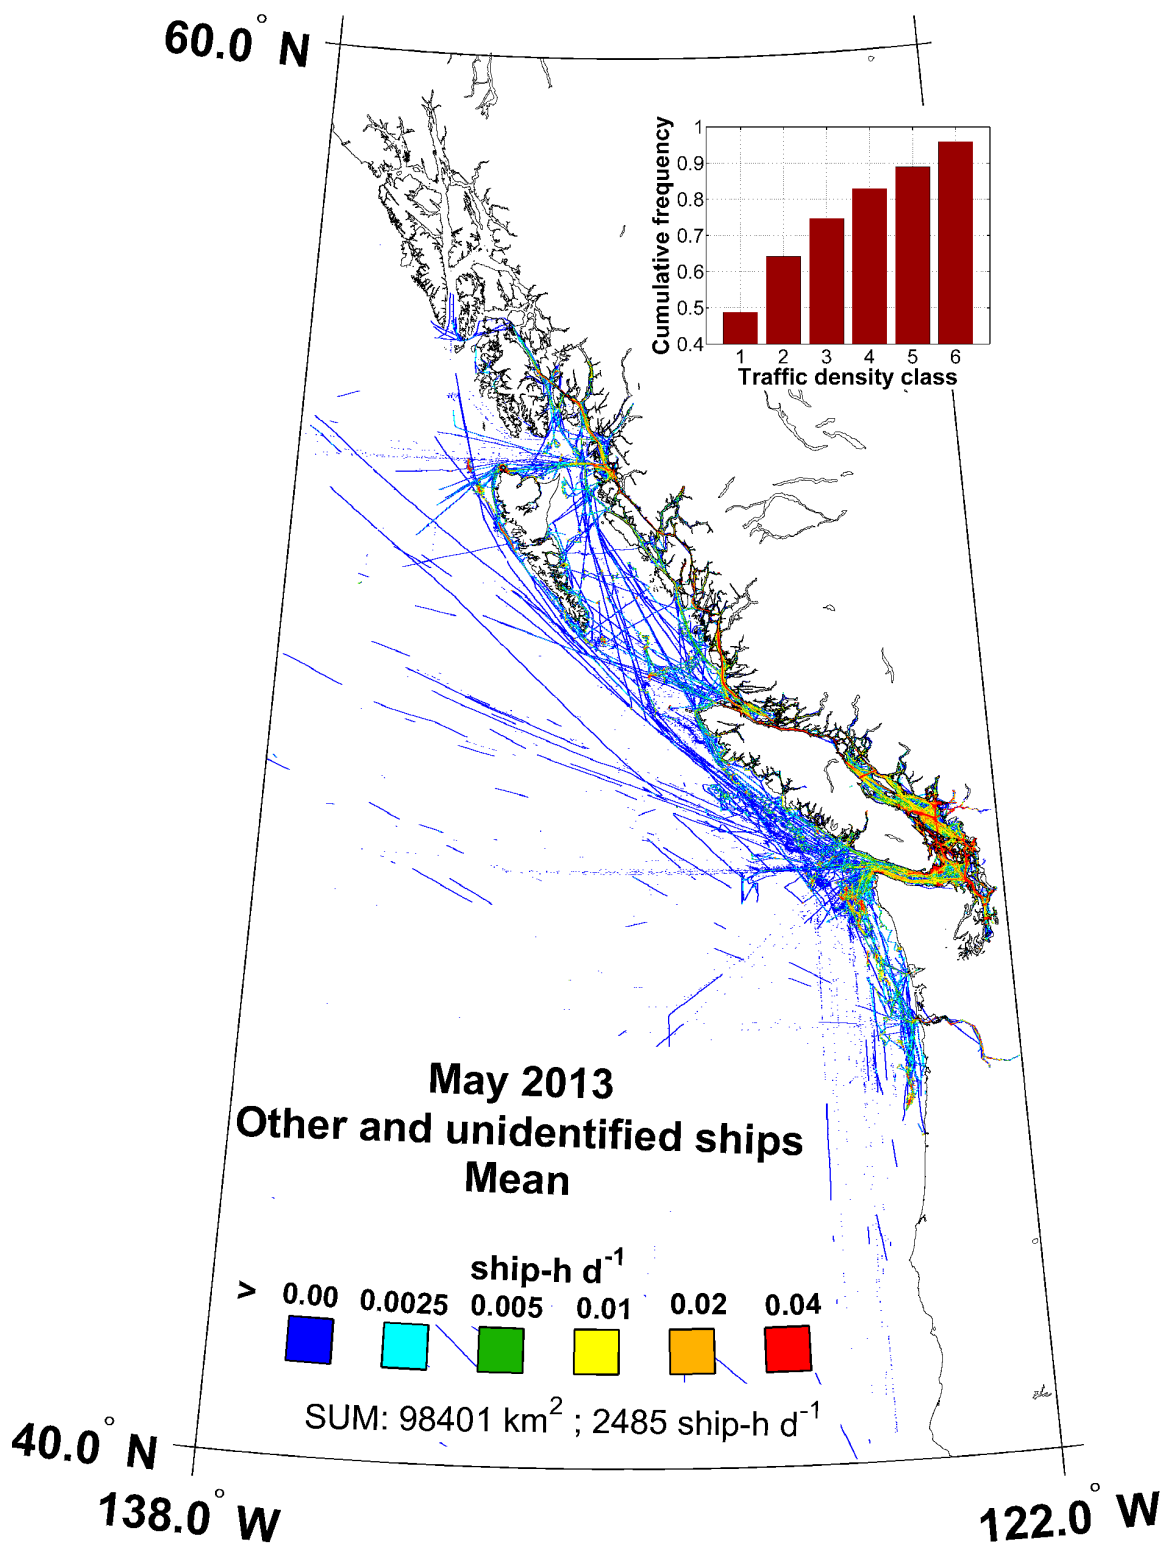 60.0° N
Cumulative frequency
1
0.9
0.8
0.7
0.6
0.5
0.4
1 2 3 4 5 6
Traffic density class
May 2013
Other and unidentified ships
Mean
ship-h d⁻¹
> 0.00 0.0025 0.005 0.01 0.02 0.04
SUM: 98401 km² ; 2485 ship-h d⁻¹
40.0° N
138.0° W
122.0° W